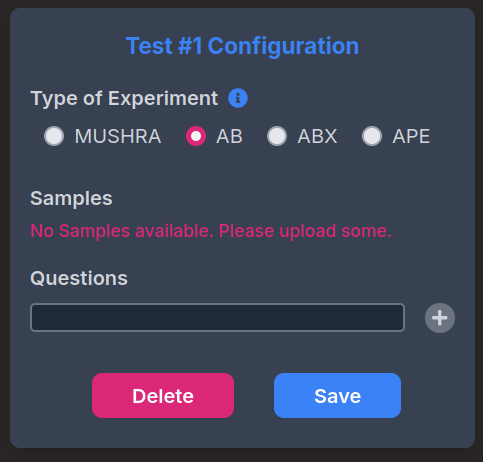 Test #1 Configuration
Type of Experiment
MUSHRA AB ABX APE
Samples
No Samples available. Please upload some.
Questions
Delete Save